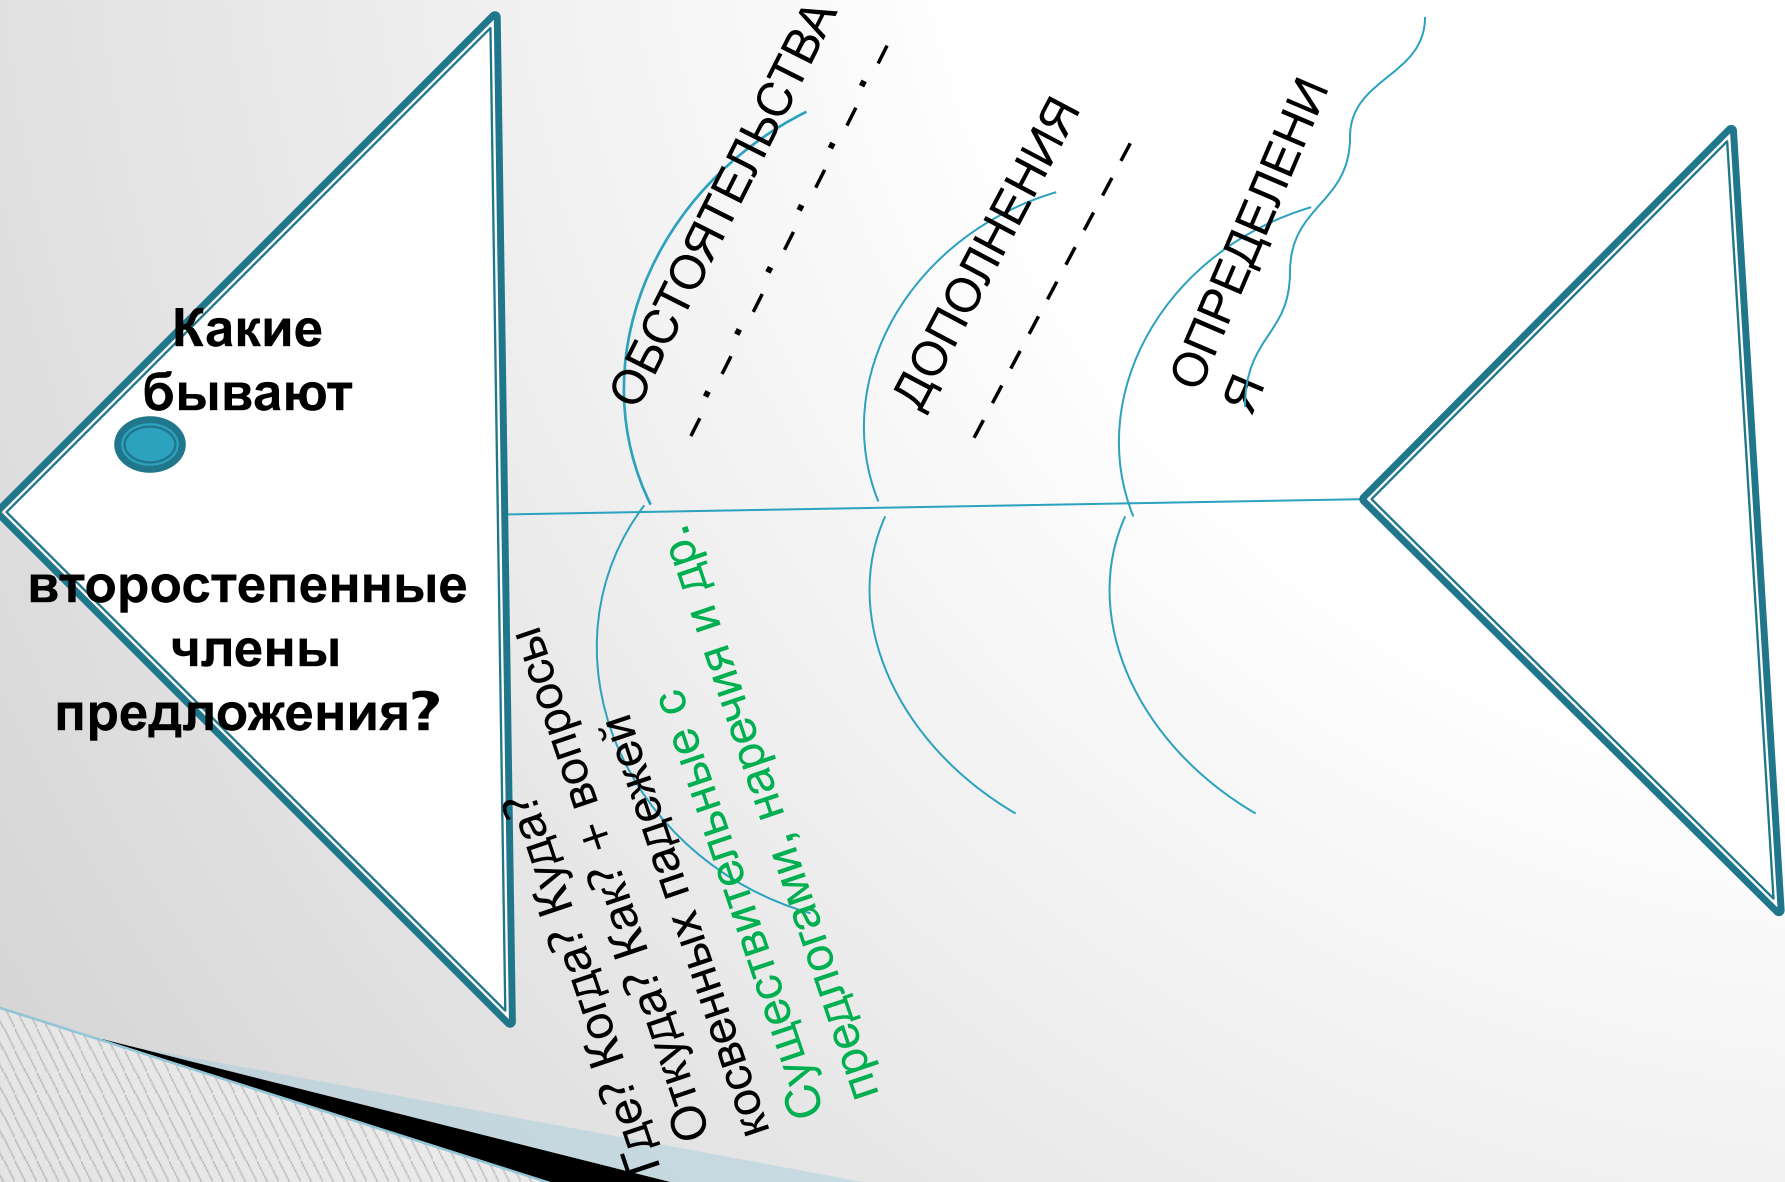 Какие
бывают
второстепенные
члены
предложения?
ОБСТОЯТЕЛЬСТВА
ДОПОЛНЕНИЯ
ОПРЕДЕЛЕНИ
Я
Где? Когда? Куда?
Откуда? Как? + вопросы
косвенных падежей
Существительные с
предлогами, наречия и др.